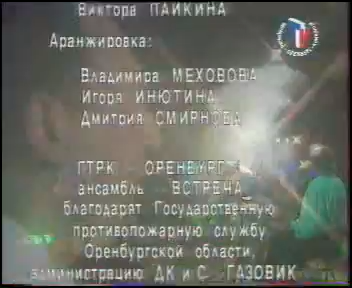 Виктора ПАЙКИНА
Аранжировка:
Владимира МЕХОВОВА
Игоря ИНЮТИНА
Дмитрия СМИРНОВА
ГТРК ОРЕНБУРГ
ансамбль ВСТРЕЧА
благодарят Государственную
противопожарную службу
Оренбургской области,
администрацию ДК и С ГАЗОВИК